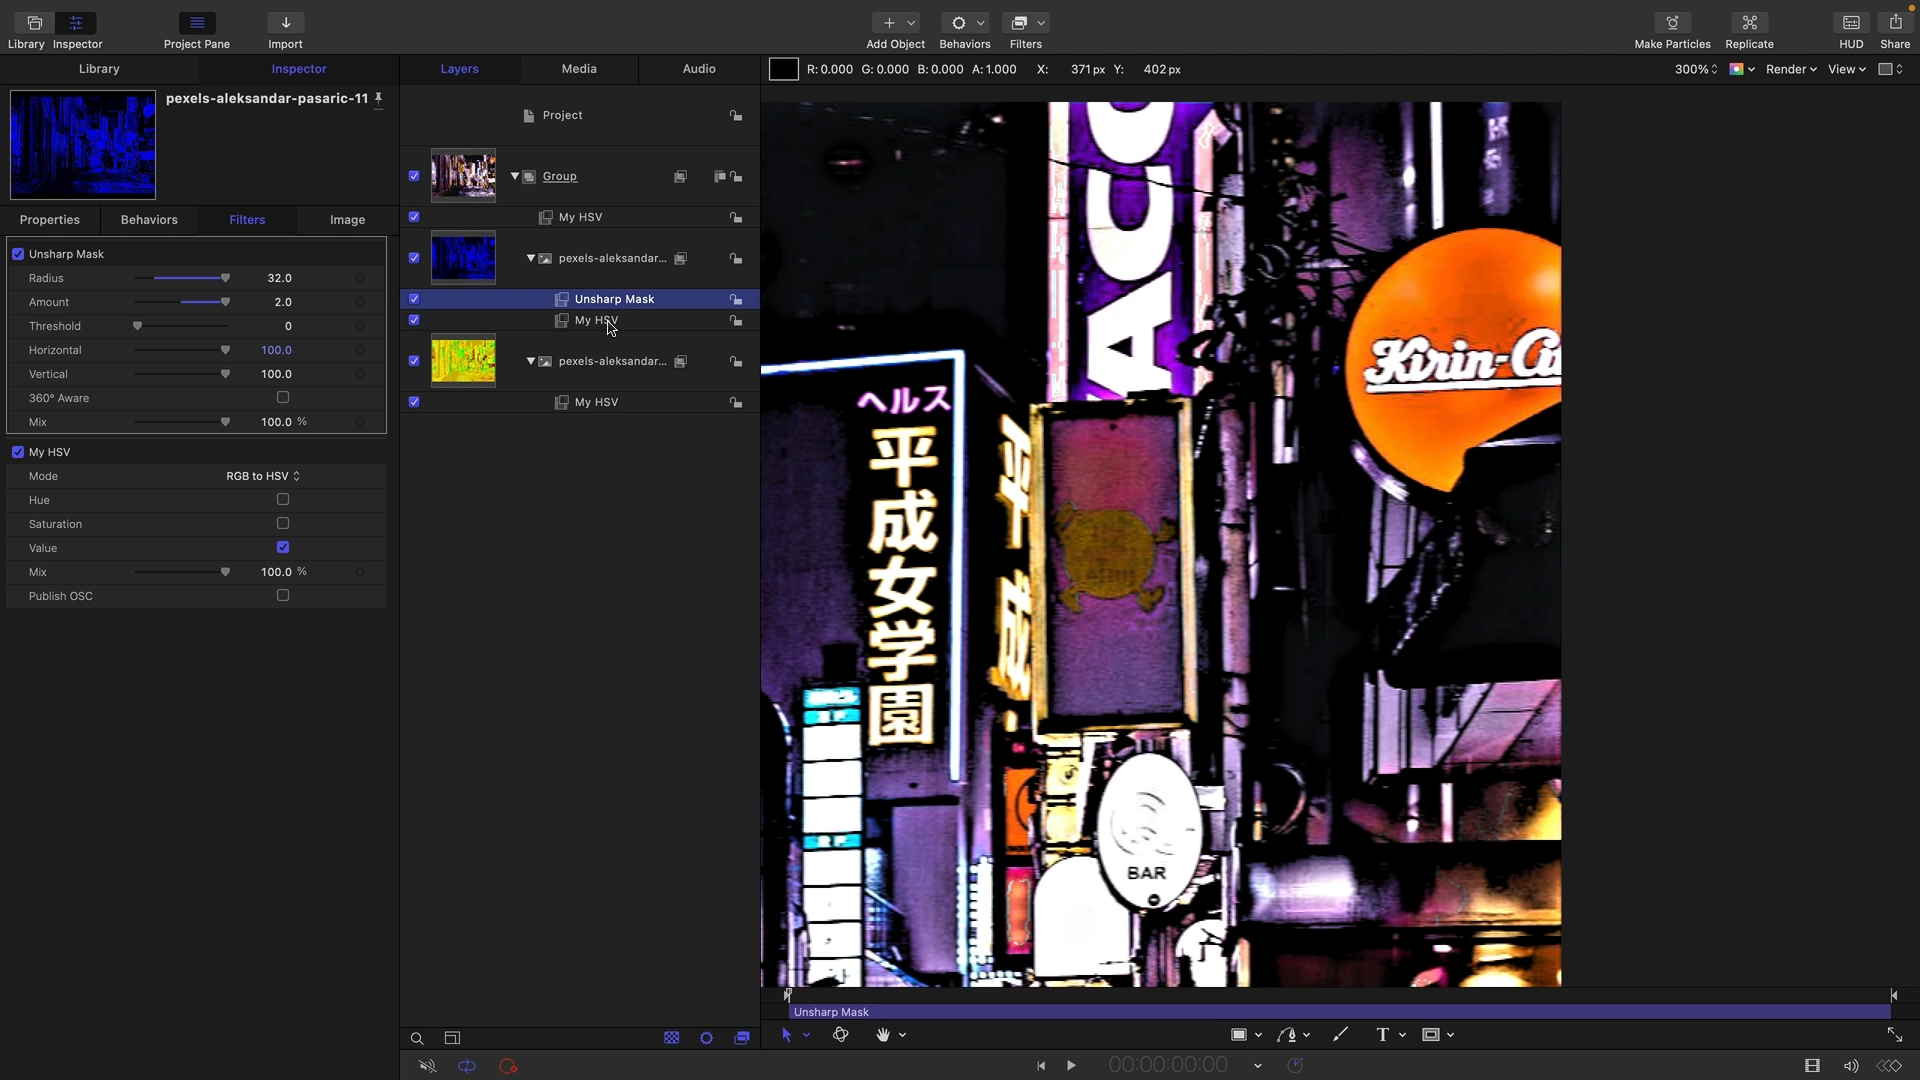 Library
Inspector
Project Pane
Import
Add Object
Behaviors
Filters
Make Particles
Replicate
HUD
Share
Library
Inspector
Layers
Media
Audio
R: 0.000 G: 0.000 B: 0.000 A: 1.000 X: 371 px Y: 402 px
300%
Render
View
pexels-aleksandar-pasaric-11
Properties
Behaviors
Filters
Image
Unsharp Mask
Radius 32.0
Amount 2.0
Threshold 0
Horizontal 100.0
Vertical 100.0
360° Aware
Mix 100.0 %
My HSV
Mode RGB to HSV
Hue
Saturation
Value
Mix 100.0 %
Publish OSC
Project
Group
My HSV
pexels-aleksandar...
Unsharp Mask
My HSV
pexels-aleksandar...
My HSV
ヘルス
平成女学園
Kirin-Ci
BAR
Unsharp Mask
T
00:00:00:00